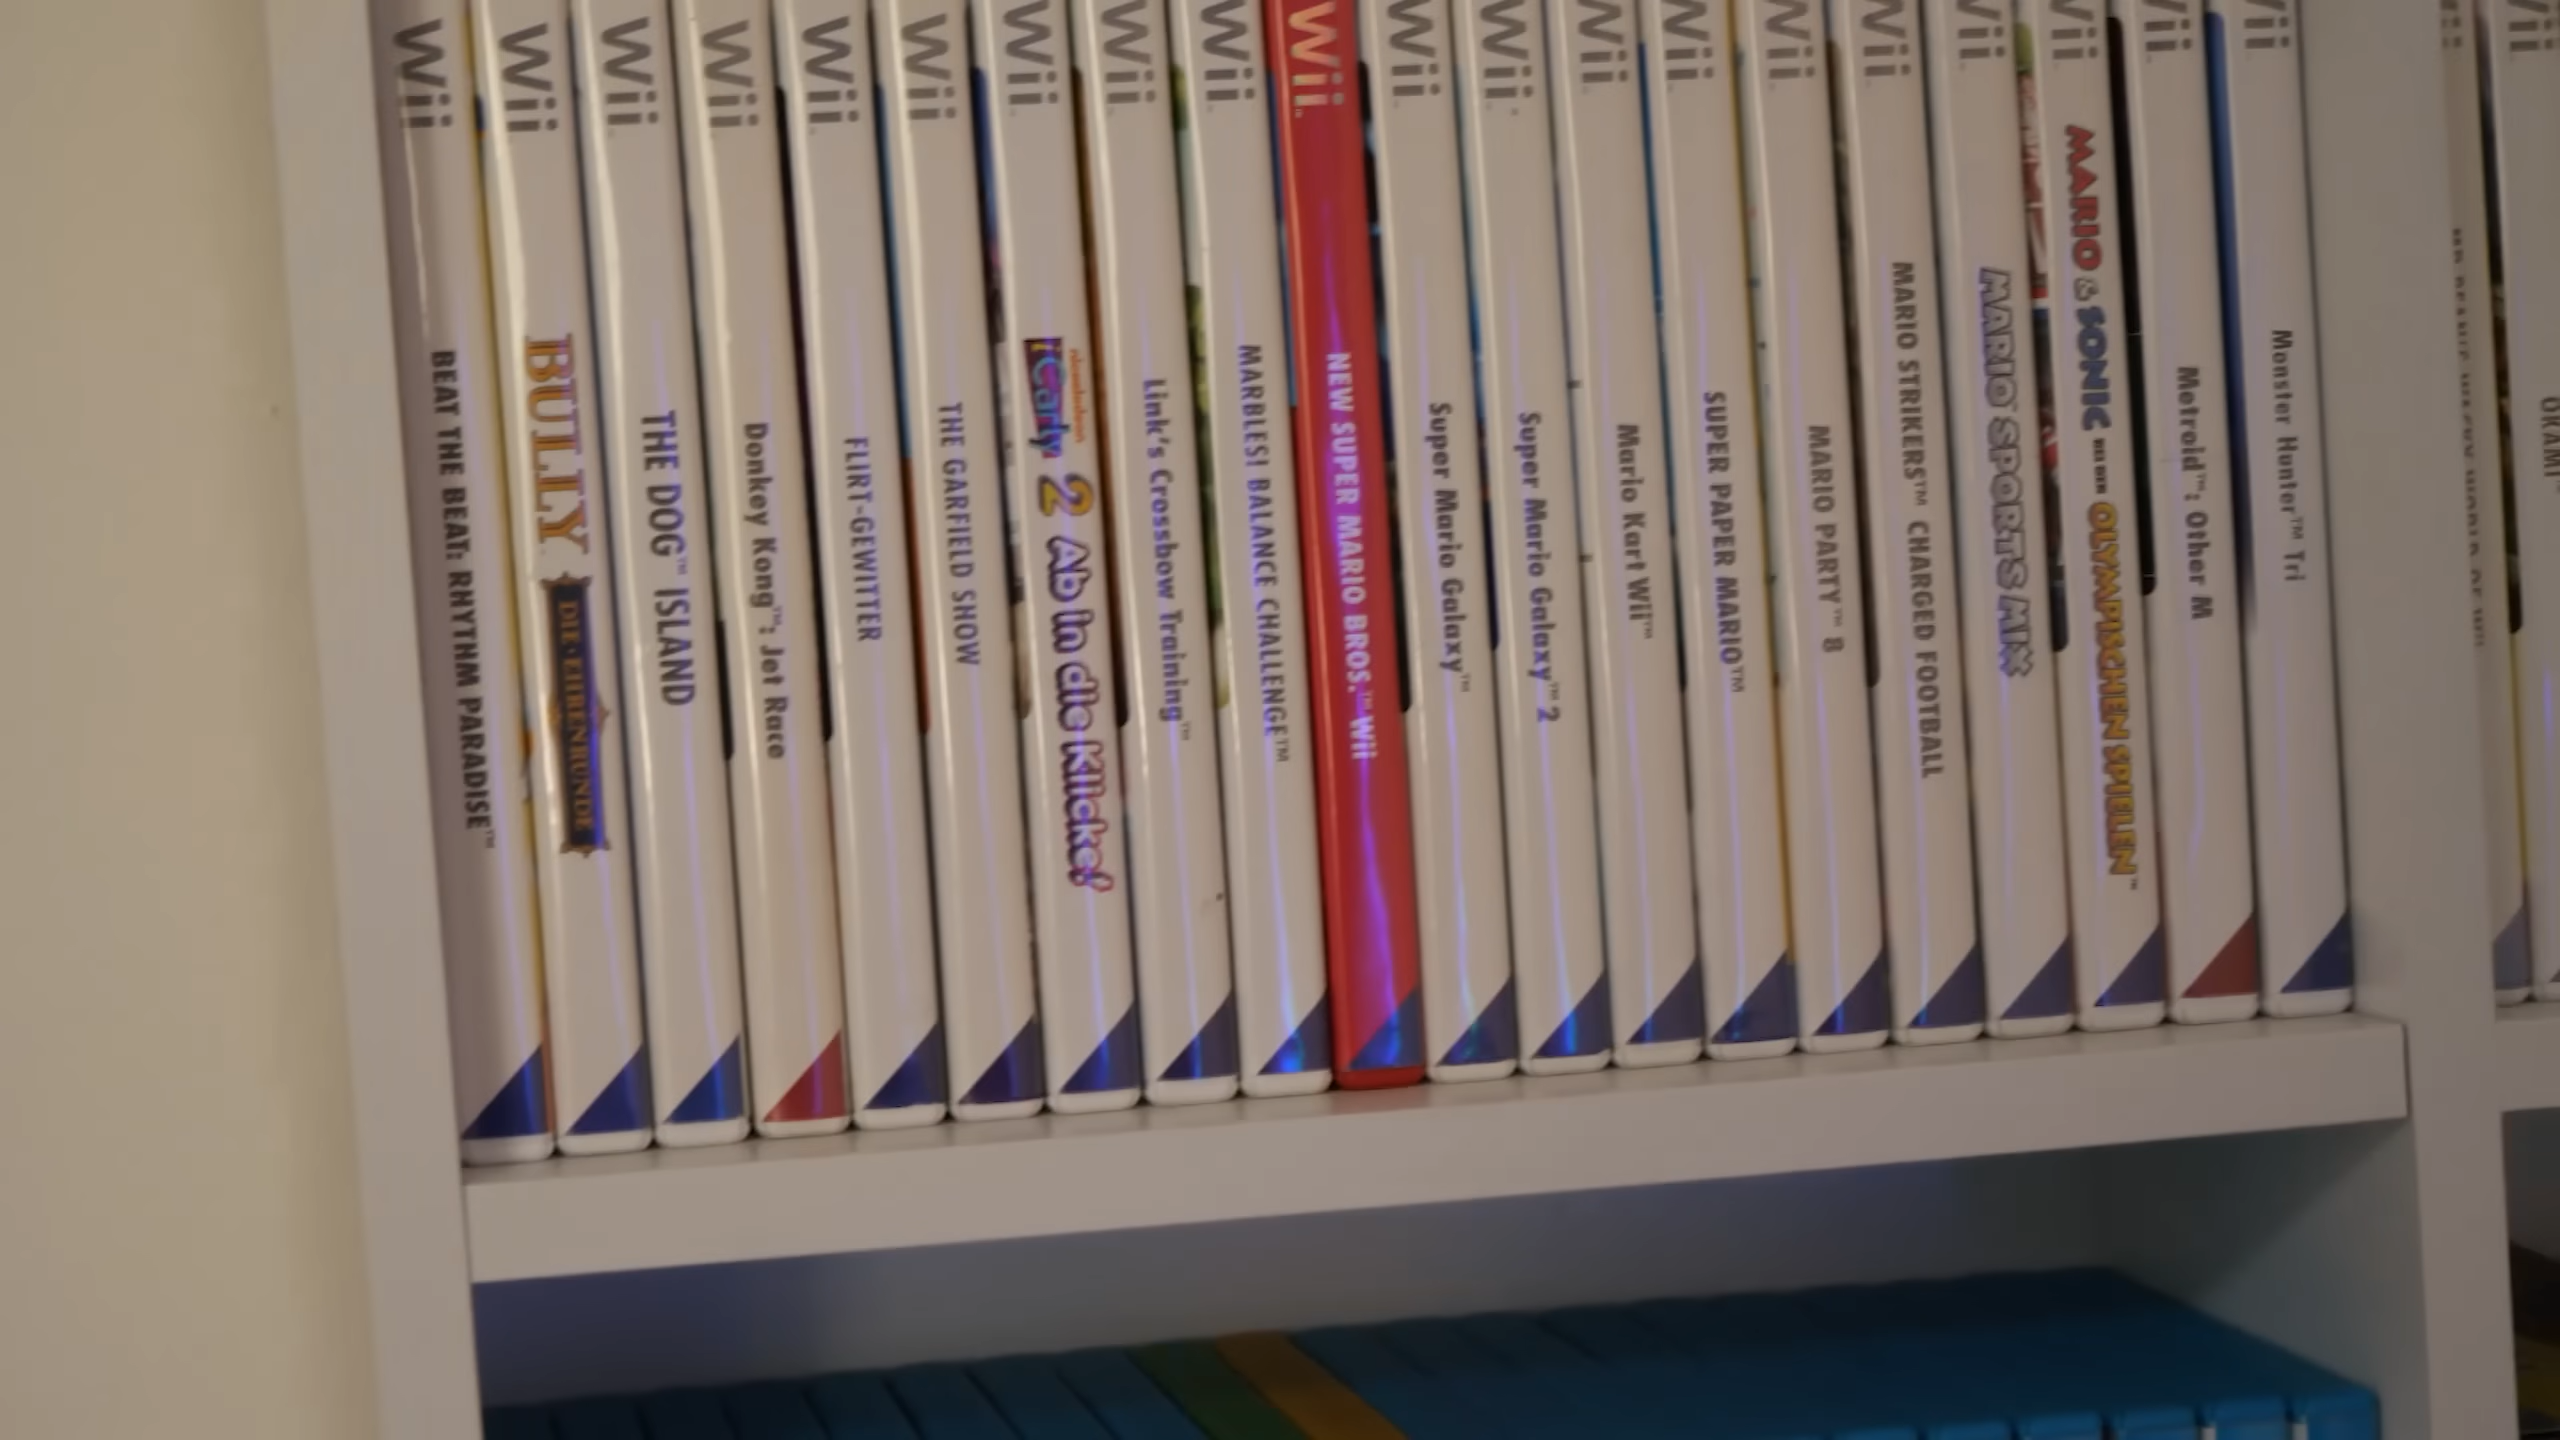 Wii
BEAT THE BEAT: RHYTHM PARADISE™
Wii
BULLY DIE EHRENRUNDE
Wii
THE DOG™ ISLAND
Wii
Donkey Kong™: Jet Race
Wii
FLIRT-GEWITTER
Wii
THE GARFIELD SHOW
Wii
nickelodeon
iCarly 2 Ab in die Klicke!
Wii
Link's Crossbow Training™
Wii
MARBLES! BALANCE CHALLENGE™
Wii
NEW SUPER MARIO BROS.™ Wii
Wii
Super Mario Galaxy™
Wii
Super Mario Galaxy™ 2
Wii
Mario Kart Wii™
Wii
SUPER PAPER MARIO™
Wii
MARIO PARTY™ 8
Wii
MARIO STRIKERS™ CHARGED FOOTBALL
Wii
MARIO SPORTS MIX
Wii
MARIO & SONIC BEI DEN OLYMPISCHEN SPIELEN™
Wii
Metroid™: Other M
Wii
Monster Hunter™ Tri
Wii
OKAMI™